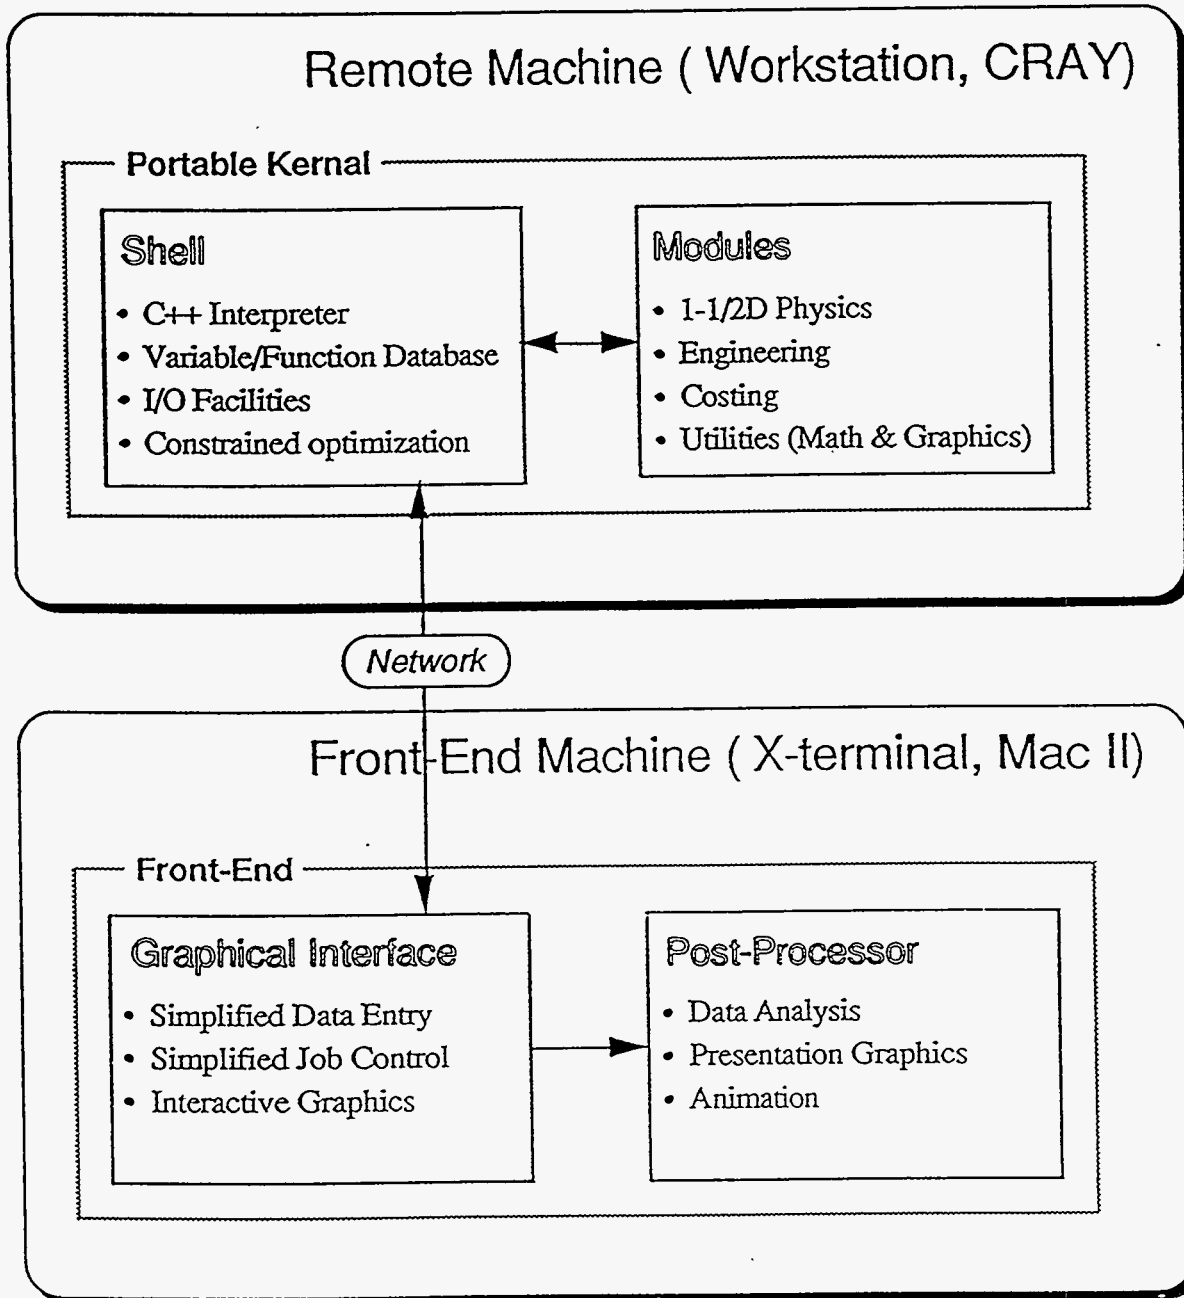 Remote Machine ( Workstation, CRAY)
Portable Kernal
Shell
• C++ Interpreter
• Variable/Function Database
• I/O Facilities
• Constrained optimization
Modules
• 1-1/2D Physics
• Engineering
• Costing
• Utilities (Math & Graphics)
Network
Front-End Machine ( X-terminal, Mac II)
Front-End
Graphical Interface
• Simplified Data Entry
• Simplified Job Control
• Interactive Graphics
Post-Processor
• Data Analysis
• Presentation Graphics
• Animation